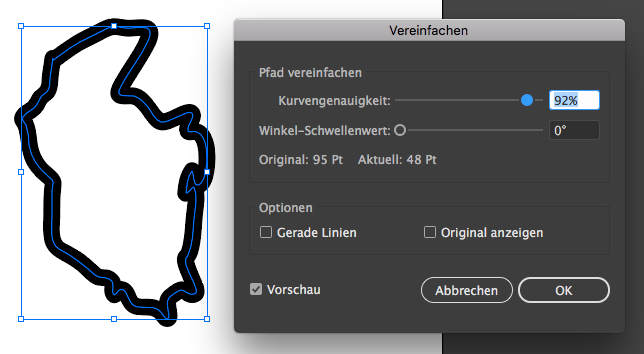 Vereinfachen
Pfad vereinfachen
Kurvengenauigkeit: 92%
Winkel-Schwellenwert: 0°
Original: 95 Pt Aktuell: 48 Pt
Optionen
Gerade Linien Original anzeigen
Vorschau Abbrechen OK